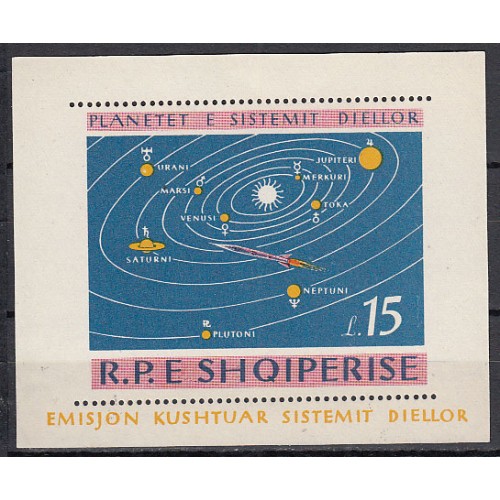 PLANETET E SISTEMIT DIELLOR
JUPITERI
URANI
MERKURI
MARSI
TOKA
VENUSI
SATURNI
NEPTUNI
PLUTONI
L.15
R.P.E SHQIPERISE
EMISJON KUSHTUAR SISTEMIT DIELLOR